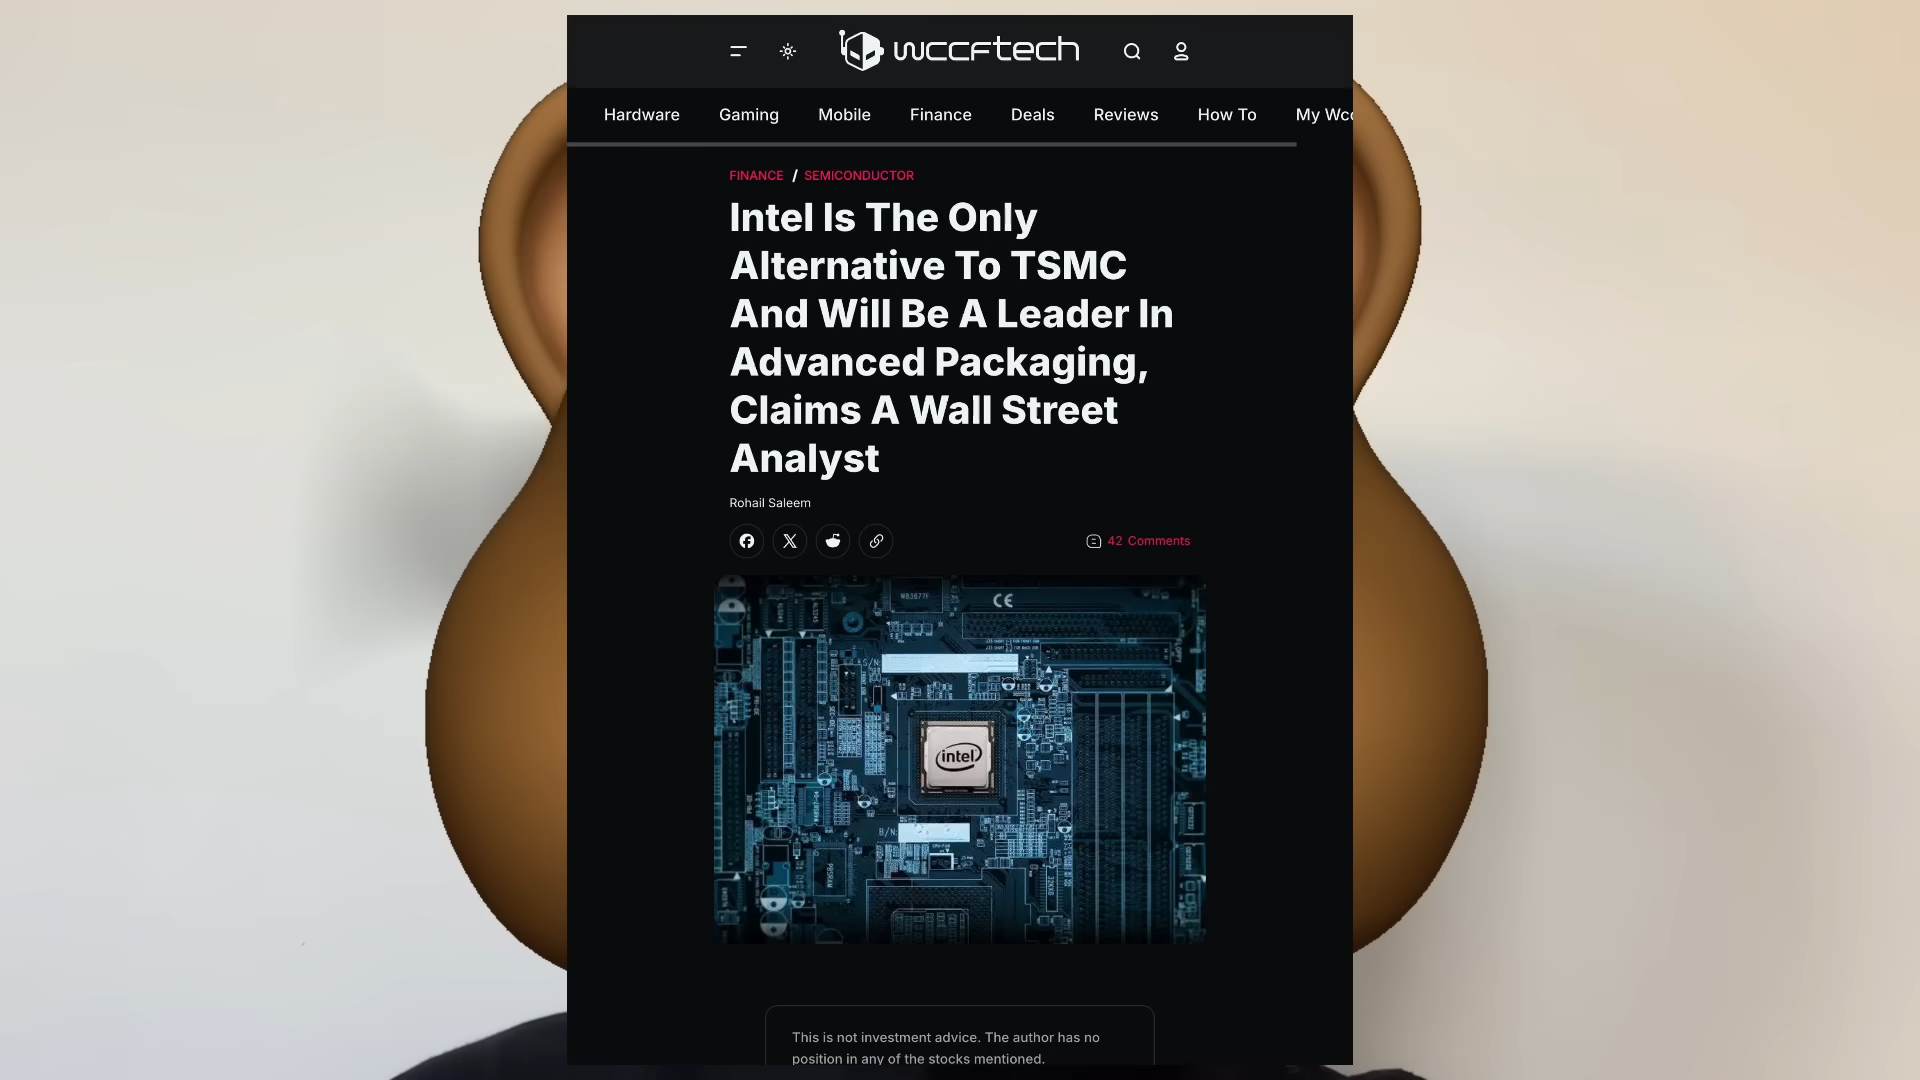 wccftech
Hardware Gaming Mobile Finance Deals Reviews How To My Wcc
FINANCE / SEMICONDUCTOR
Intel Is The Only
Alternative To TSMC
And Will Be A Leader In
Advanced Packaging,
Claims A Wall Street
Analyst
Rohail Saleem
42 Comments
W83877F
CE
S/N:
intel
B/N:
This is not investment advice. The author has no
position in any of the stocks mentioned.